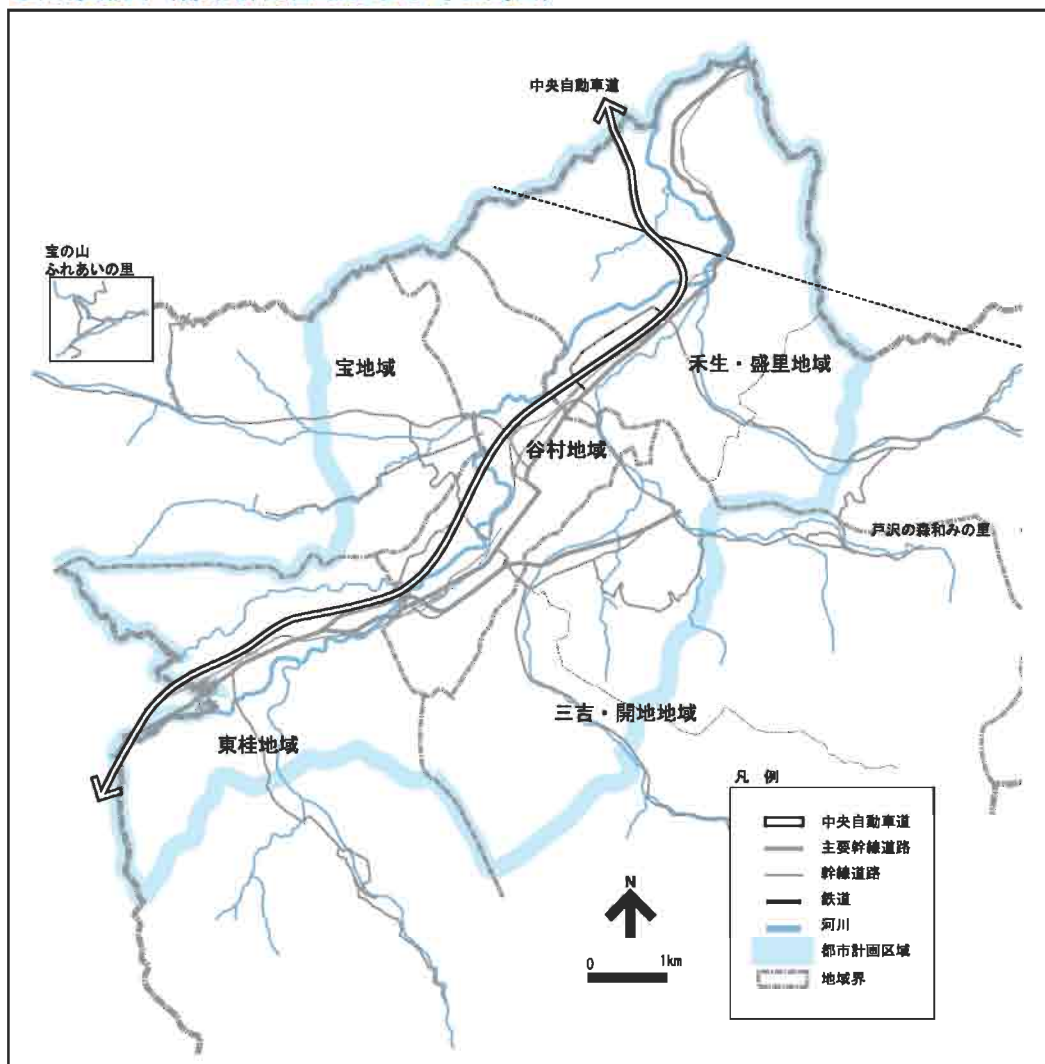 中央自動車道
宝の山
ふれあいの里
宝地域
禾生・盛里地域
谷村地域
戸沢の森和みの里
三吉・開地地域
東桂地域
凡 例
中央自動車道
主要幹線道路
幹線道路
鉄道
河川
都市計画区域
地域界
N
0 1km